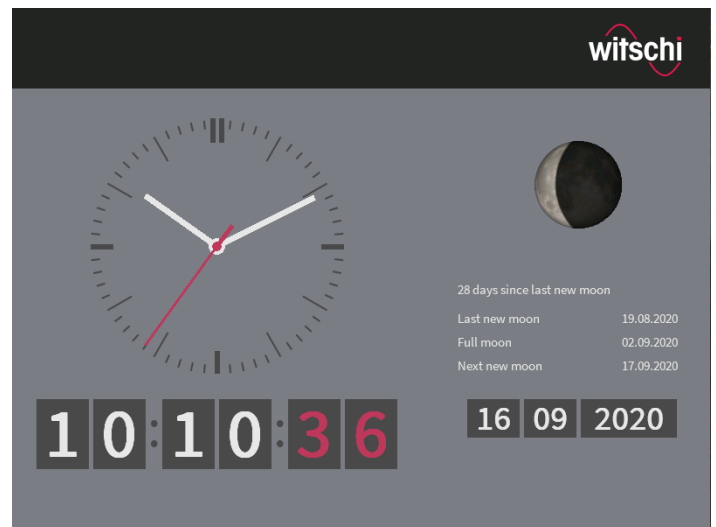 witschi
28 days since last new moon
Last new moon 19.08.2020
Full moon 02.09.2020
Next new moon 17.09.2020
10:10:36
16 09 2020